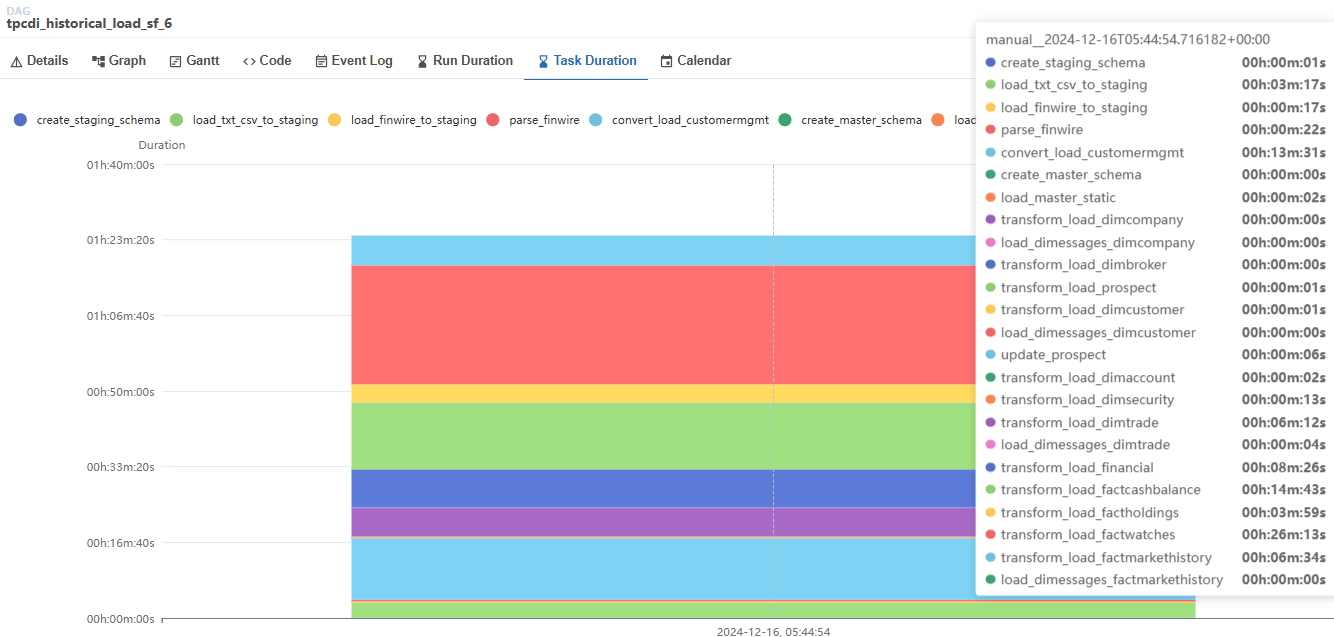 DAG
tpcdi_historical_load_sf_6
Details Graph Gantt Code Event Log Run Duration Task Duration Calendar
create_staging_schema load_txt_csv_to_staging load_finwire_to_staging parse_finwire convert_load_customermgmt create_master_schema load
Duration
01h:40m:00s
01h:23m:20s
01h:06m:40s
00h:50m:00s
00h:33m:20s
00h:16m:40s
00h:00m:00s
2024-12-16, 05:44:54
manual__2024-12-16T05:44:54.716182+00:00
create_staging_schema 00h:00m:01s
load_txt_csv_to_staging 00h:03m:17s
load_finwire_to_staging 00h:00m:17s
parse_finwire 00h:00m:22s
convert_load_customermgmt 00h:13m:31s
create_master_schema 00h:00m:00s
load_master_static 00h:00m:02s
transform_load_dimcompany 00h:00m:00s
load_dimessages_dimcompany 00h:00m:00s
transform_load_dimbroker 00h:00m:00s
transform_load_prospect 00h:00m:01s
transform_load_dimcustomer 00h:00m:01s
load_dimessages_dimcustomer 00h:00m:00s
update_prospect 00h:00m:06s
transform_load_dimaccount 00h:00m:02s
transform_load_dimsecurity 00h:00m:13s
transform_load_dimtrade 00h:06m:12s
load_dimessages_dimtrade 00h:00m:04s
transform_load_financial 00h:08m:26s
transform_load_factcashbalance 00h:14m:43s
transform_load_factholdings 00h:03m:59s
transform_load_factwatches 00h:26m:13s
transform_load_factmarkethistory 00h:06m:34s
load_dimessages_factmarkethistory 00h:00m:00s